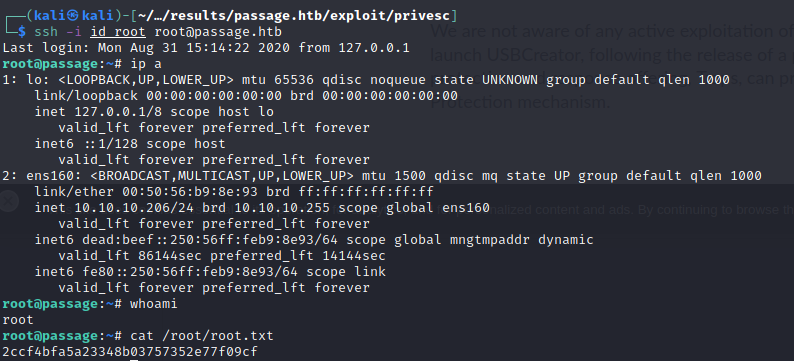 (kali㉿kali)-[~/…/results/passage.htb/exploit/privesc]
$ ssh -i id_root root@passage.htb
We are not aware of any active exploitation of
Last login: Mon Aug 31 15:14:22 2020 from 127.0.0.1
launch USBCreator, following the release of a
root@passage:~# ip a
1: lo: <LOOPBACK,UP,LOWER_UP> mtu 65536 qdisc noqueue state UNKNOWN group default qlen 1000
link/loopback 00:00:00:00:00:00 brd 00:00:00:00:00:00
Protection mechanism.
inet 127.0.0.1/8 scope host lo
valid_lft forever preferred_lft forever
inet6 ::1/128 scope host
valid_lft forever preferred_lft forever
2: ens160: <BROADCAST,MULTICAST,UP,LOWER_UP> mtu 1500 qdisc mq state UP group default qlen 1000
link/ether 00:50:56:b9:8e:93 brd ff:ff:ff:ff:ff:ff
inet 10.10.10.206/24 brd 10.10.10.255 scope global ens160
content and ads. By continuing to browse
valid_lft forever preferred_lft forever
inet6 dead:beef::250:56ff:feb9:8e93/64 scope global mngtmpaddr dynamic
valid_lft 86144sec preferred_lft 14144sec
inet6 fe80::250:56ff:feb9:8e93/64 scope link
valid_lft forever preferred_lft forever
root@passage:~# whoami
root
root@passage:~# cat /root/root.txt
2ccf4bfa5a23348b03757352e77f09cf